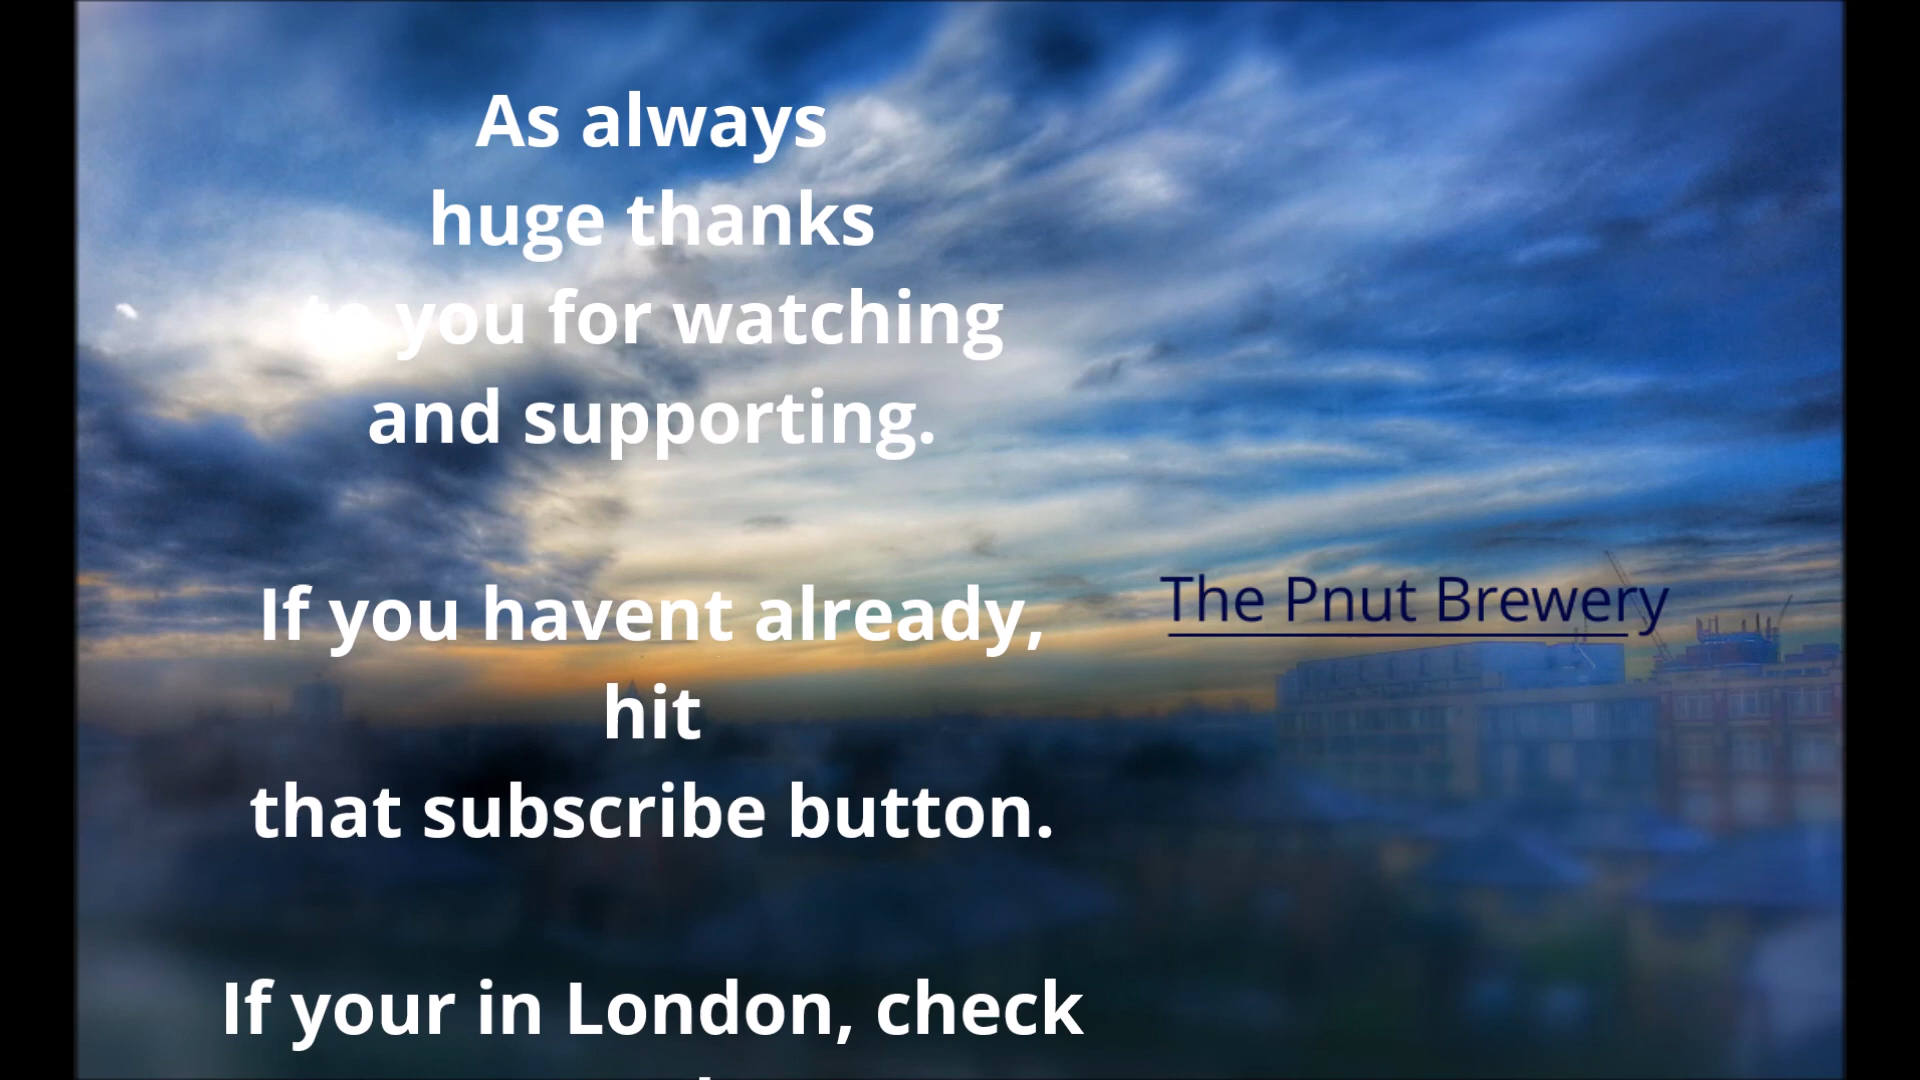 As always
huge thanks
to you for watching
and supporting.
If you havent already,
hit
that subscribe button.
If your in London, check
The Pnut Brewery